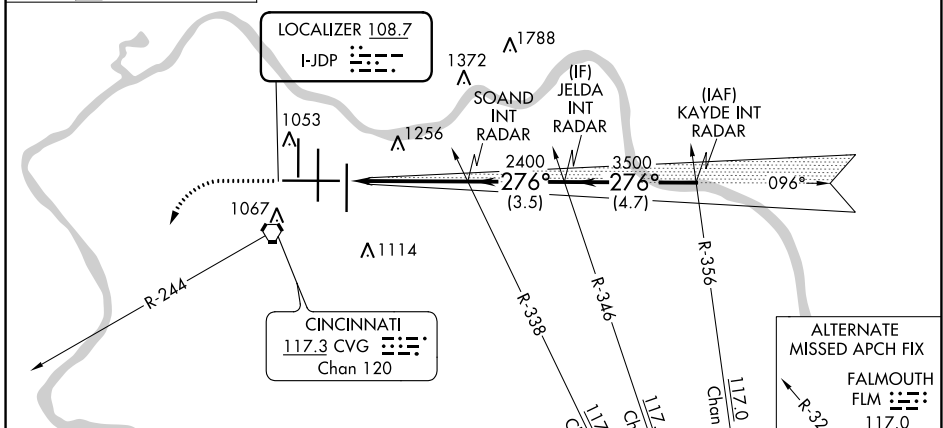 LOCALIZER 108.7
I-JDP
1788
1372
(IF)
JELDA
INT
RADAR
SOAND
INT
RADAR
(IAF)
KAYDE INT
RADAR
1053
1256
2400
3500
276°
276°
096°
(3.5)
(4.7)
1067
1114
R-244
R-338
R-346
R-356
CINCINNATI
117.3 CVG
Chan 120
117.0
Chan
ALTERNATE
MISSED APCH FIX
FALMOUTH
FLM
117.0